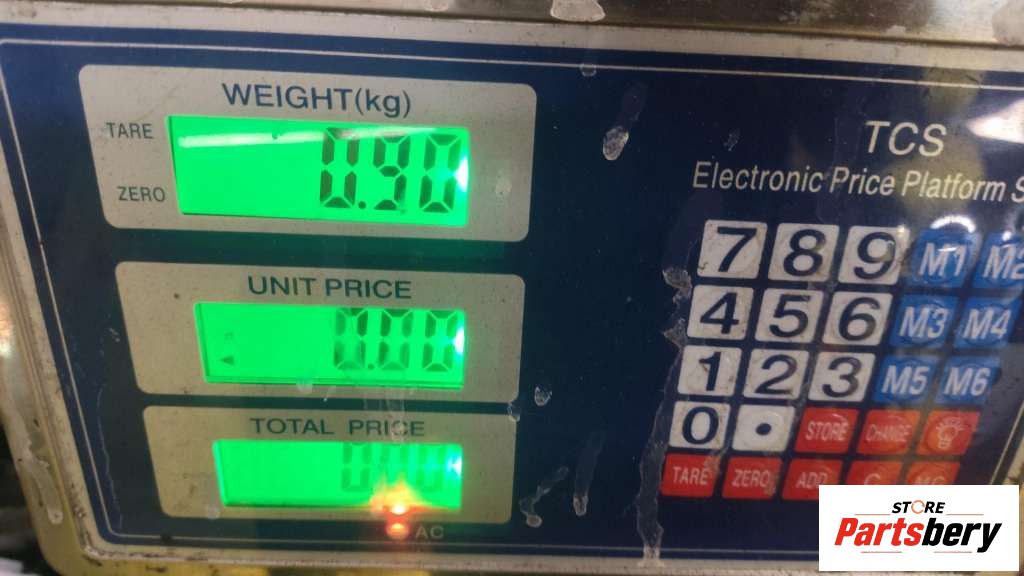 WEIGHT(kg)
TARE
0.90
ZERO
UNIT PRICE
0.00
TOTAL PRICE
AC
TCS
Electronic Price Platform
7 8 9 M1 M2
4 5 6 M3 M4
1 2 3 M5 M6
0 . STORE CHANGE
TARE ZERO ADD C MC
STORE
Partsbery